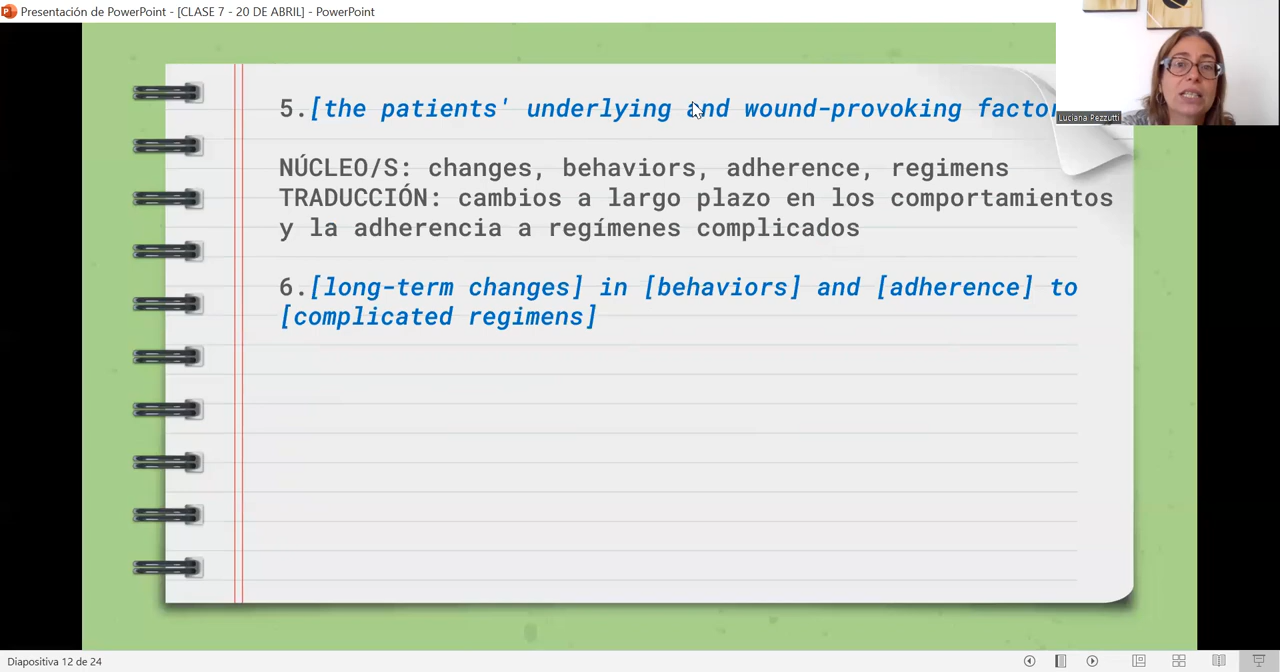 Presentación de PowerPoint - [CLASE 7 - 20 DE ABRIL] - PowerPoint
Luciana Pezzutti
5.[the patients' underlying and wound-provoking factor
NÚCLEO/S: changes, behaviors, adherence, regimens
TRADUCCIÓN: cambios a largo plazo en los comportamientos
y la adherencia a regímenes complicados
6.[long-term changes] in [behaviors] and [adherence] to
[complicated regimens]
Diapositiva 12 de 24